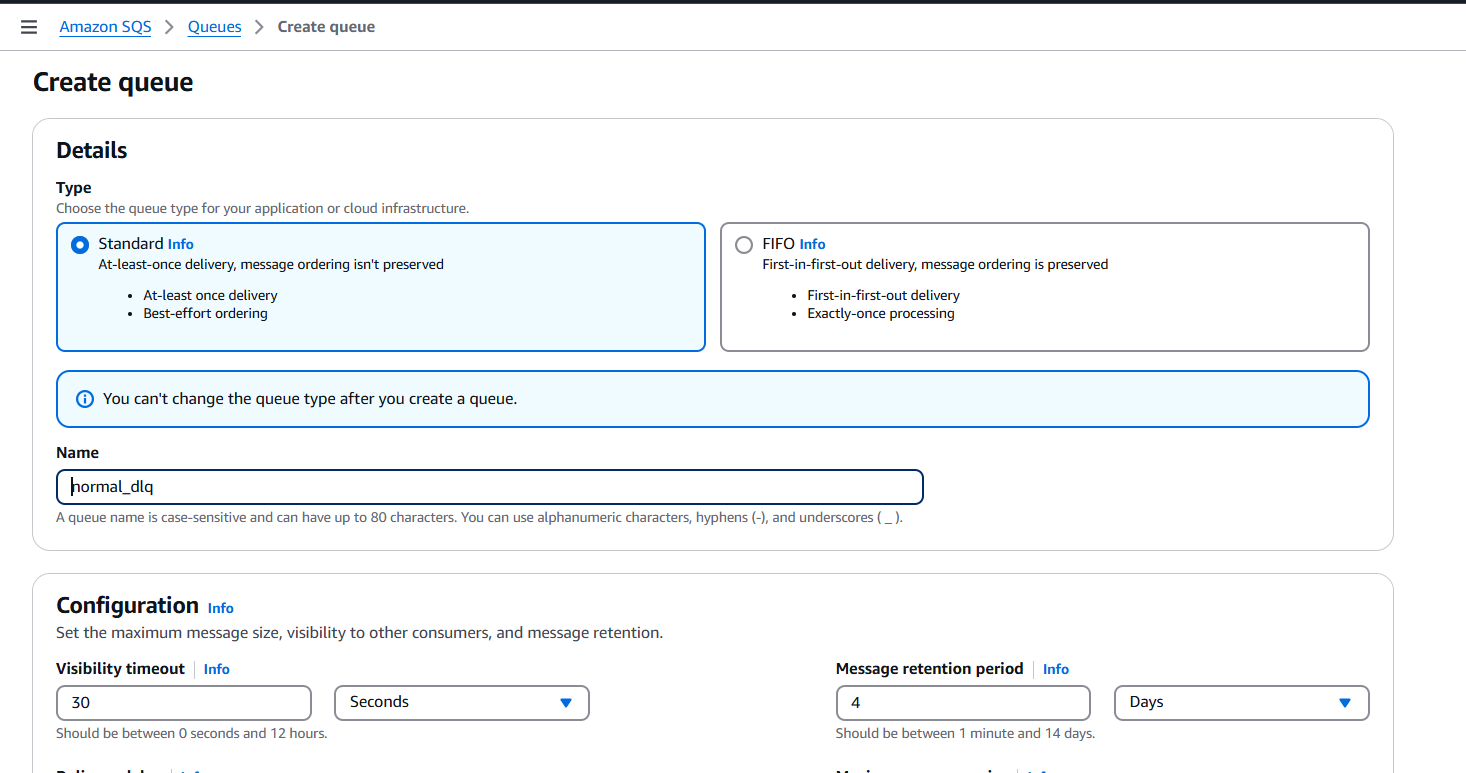 Amazon SQS > Queues > Create queue
Create queue
Details
Type
Choose the queue type for your application or cloud infrastructure.
Standard Info
At-least-once delivery, message ordering isn't preserved
• At-least once delivery
• Best-effort ordering
FIFO Info
First-in-first-out delivery, message ordering is preserved
• First-in-first-out delivery
• Exactly-once processing
You can't change the queue type after you create a queue.
Name
normal_dlq
A queue name is case-sensitive and can have up to 80 characters. You can use alphanumeric characters, hyphens (-), and underscores ( _ ).
Configuration Info
Set the maximum message size, visibility to other consumers, and message retention.
Visibility timeout Info
30 Seconds
Should be between 0 seconds and 12 hours.
Message retention period Info
4 Days
Should be between 1 minute and 14 days.